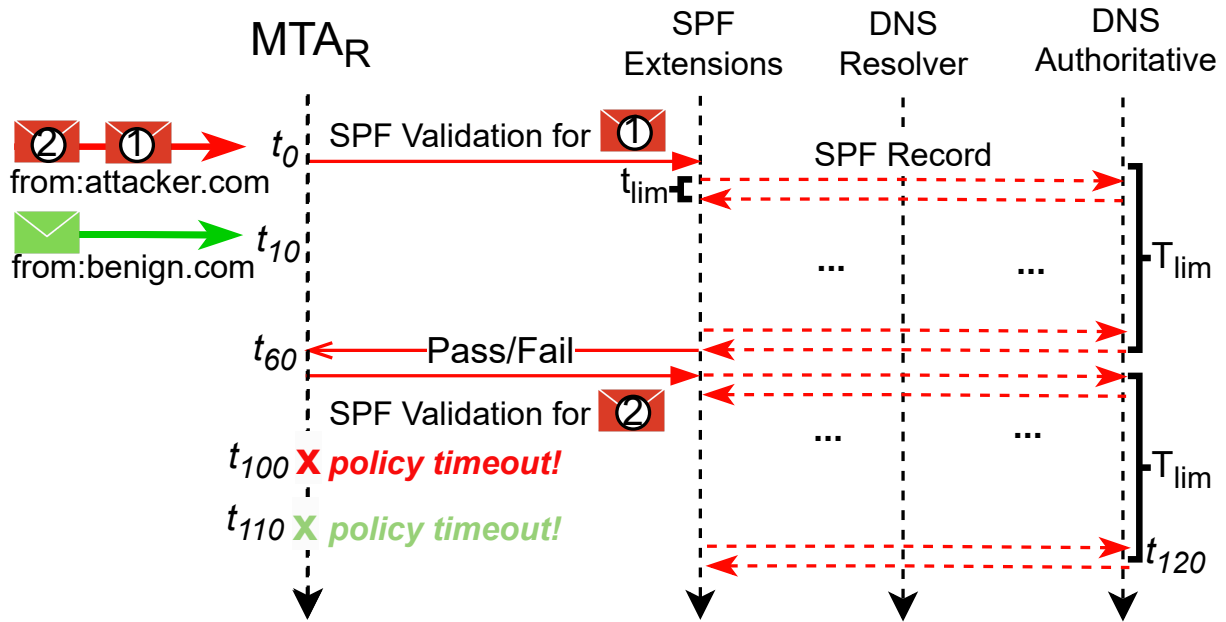 MTAR
SPF
Extensions
DNS
Resolver
DNS
Authoritative
2
1
from:attacker.com
t0
SPF Validation for 1
SPF Record
tlim
from:benign.com
t10
...
...
Tlim
t60
Pass/Fail
SPF Validation for 2
...
...
t100 x policy timeout!
Tlim
t110 x policy timeout!
t120